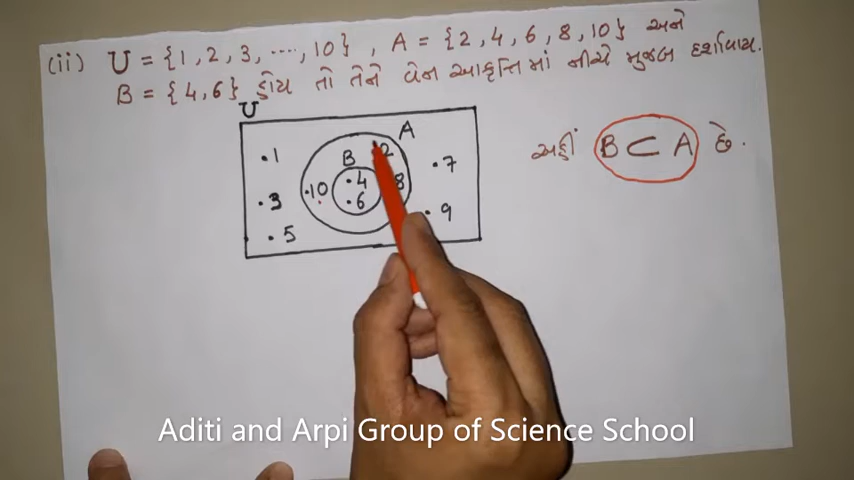 (ii) U = {1, 2, 3, ...., 10} , A = {2, 4, 6, 8, 10} અને
B = {4, 6} હોય તો તેને વેન આકૃત્તિમાં નીચે મુજબ દર્શાવાય.
U
A
• 1
B
2
• 7
અહીં B ⊂ A છે.
• 10
• 4
8
• 3
• 6
• 9
• 5
Aditi and Arpi Group of Science School